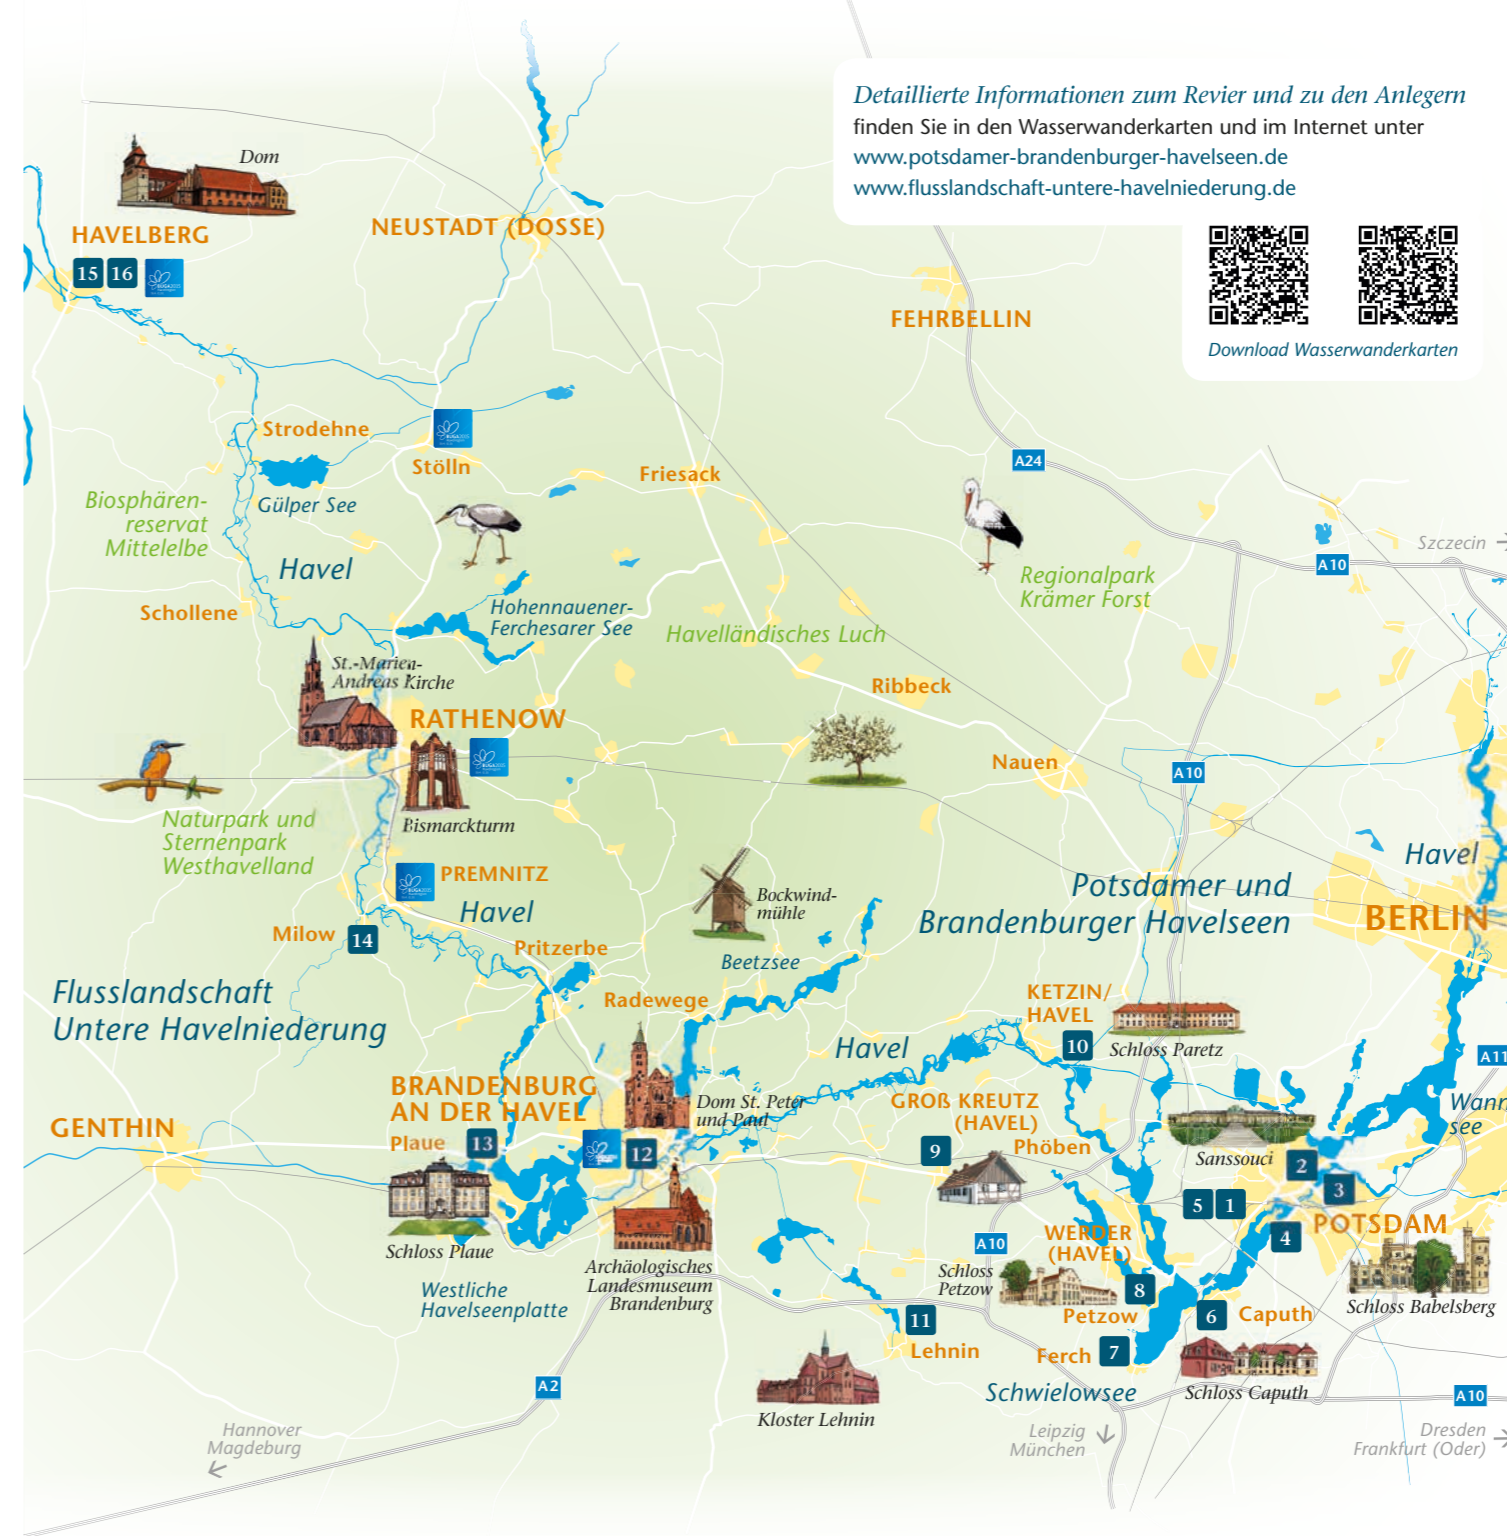 Detaillierte Informationen zum Revier und zu den Anlegern
finden Sie in den Wasserwanderkarten und im Internet unter
www.potsdamer-brandenburger-havelseen.de
www.flusslandschaft-untere-havelniederung.de
Download Wasserwanderkarten
Dom
HAVELBERG
15 16
NEUSTADT (DOSSE)
FEHRBELLIN
Strodehne
Stölln
Friesack
A24
Gülper See
Biosphären-
reservat
Mittelelbe
Havel
Szczecin
A10
Regionalpark
Krämer Forst
Schollene
Hohennauener-
Ferchesarer See
Havelländisches Luch
St.-Marien-
Andreas Kirche
Ribbeck
RATHENOW
Nauen
A10
Bismarckturm
Naturpark und
Sternenpark
Westhavelland
Havel
PREMNITZ
Havel
Bockwind-
mühle
Potsdamer und
Brandenburger Havelseen
BERLIN
Milow
14
Pritzerbe
Beetzsee
Flusslandschaft
Untere Havelniederung
Radewege
KETZIN/
HAVEL
10
Schloss Paretz
Havel
A11
BRANDENBURG
AN DER HAVEL
Dom St. Peter
und Paul
GROß KREUTZ
(HAVEL)
Wann
see
GENTHIN
Plaue
13
12
9
Phöben
Sanssouci
2
3
5 1
4
POTSDAM
Schloss Plaue
WERDER
(HAVEL)
A10
Archäologisches
Landesmuseum
Brandenburg
Westliche
Havelseenplatte
Schloss
Petzow
8
Petzow
6
Caputh
Schloss Babelsberg
11
Lehnin
Ferch
7
Schwielowsee
Schloss Caputh
A2
Kloster Lehnin
A10
Hannover
Magdeburg
Leipzig
München
Dresden
Frankfurt (Oder)